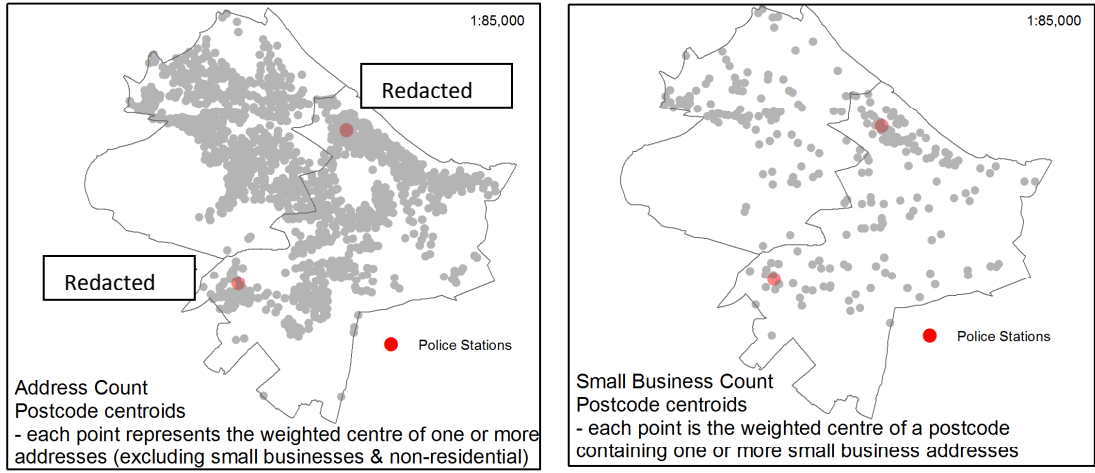 1:85,000
Redacted
Redacted
Police Stations
Address Count
Postcode centroids
- each point represents the weighted centre of one or more
addresses (excluding small businesses & non-residential)
1:85,000
Police Stations
Small Business Count
Postcode centroids
- each point is the weighted centre of a postcode
containing one or more small business addresses